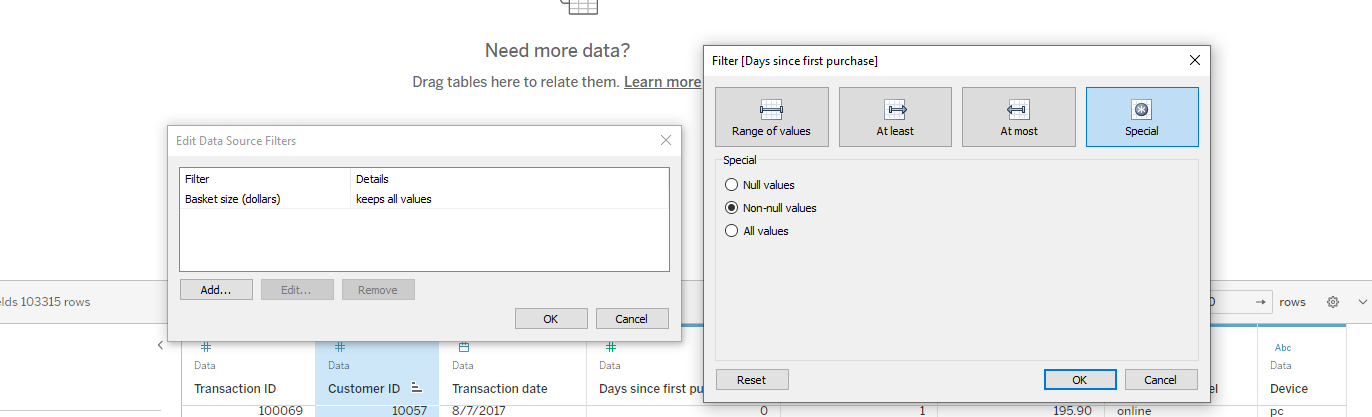 Need more data?
Drag tables here to relate them. Learn more
Filter [Days since first purchase]
Range of values
At least
At most
Special
Special
Null values
Non-null values
All values
Reset
OK
Cancel
Edit Data Source Filters
Filter Details
Basket size (dollars) keeps all values
Add...
Edit...
Remove
OK
Cancel
103315 rows
rows
Data
Data
Data
Data
Abc
Data
Transaction ID
Customer ID
Transaction date
Days since first
Device
100069 10057 8/7/2017 0 1 195.90 online pc